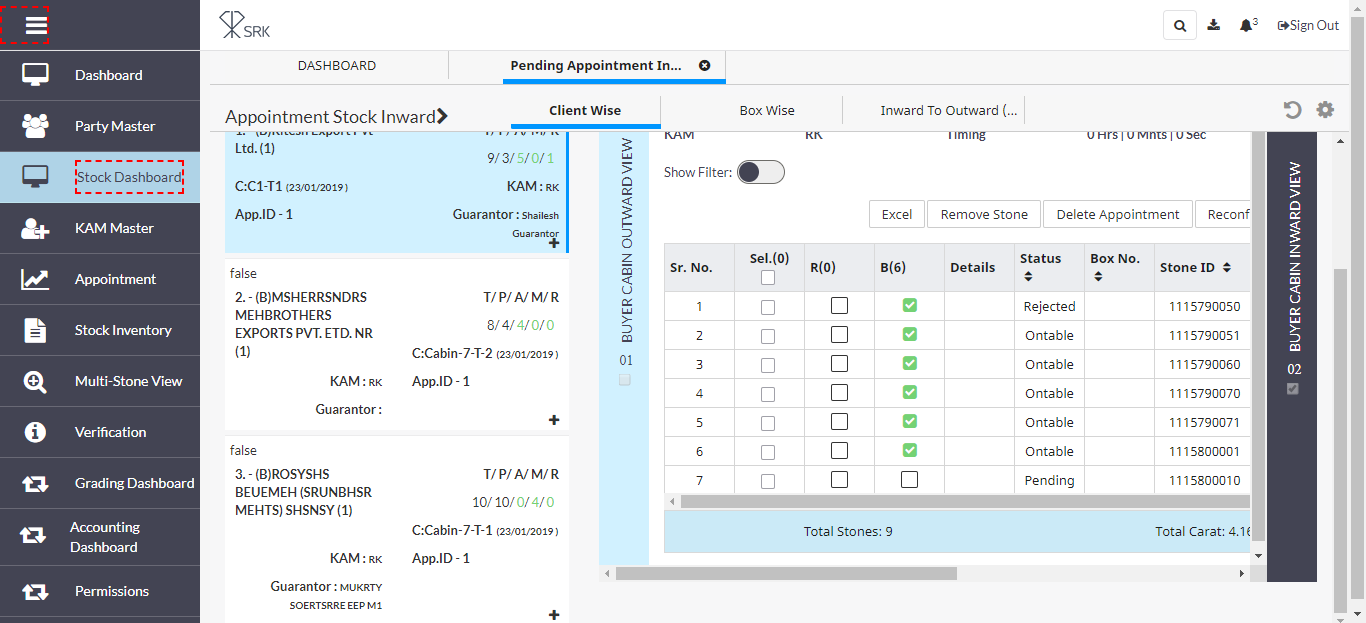 SRK
3
Sign Out
Dashboard
Party Master
Stock Dashboard
KAM Master
Appointment
Stock Inventory
Multi-Stone View
Verification
Grading Dashboard
Accounting
Dashboard
Permissions
DASHBOARD
Pending Appointment In...
Appointment Stock Inward
Client Wise
Box Wise
Inward To Outward (...
1. - (B)Ritesh Export Pvt
Ltd. (1)
T/ P/ A/ M/ R
9/ 3/ 5/ 0/ 1
C:C1-T1 (23/01/2019 )
KAM : RK
App.ID - 1
Guarantor : Shailesh
Guarantor
false
2. - (B)MSHERRSNDRS
MEHBROTHERS
EXPORTS PVT. ETD. NR
(1)
T/ P/ A/ M/ R
8/ 4/ 4/ 0/ 0
C:Cabin-7-T-2 (23/01/2019 )
KAM : RK
App.ID - 1
Guarantor :
false
3. - (B)ROSYSHS
BEUEMEH (SRUNBHSR
MEHTS) SHSNSY (1)
T/ P/ A/ M/ R
10/ 10/ 0/ 4/ 0
C:Cabin-7-T-1 (23/01/2019 )
KAM : RK
App.ID - 1
Guarantor : MUKRTY
SOERTSRRE EEP M1
BUYER CABIN OUTWARD VIEW
01
KAM RK Timing 0 Hrs | 0 Mnts | 0 Sec
Show Filter:
Excel Remove Stone Delete Appointment Reconf
Sr. No. Sel.(0) R(0) B(6) Details Status Box No. Stone ID
1 Rejected 1115790050
2 Ontable 1115790051
3 Ontable 1115790060
4 Ontable 1115790070
5 Ontable 1115790071
6 Ontable 1115800001
7 Pending 1115800010
Total Stones: 9 Total Carat: 4.16
BUYER CABIN INWARD VIEW
02